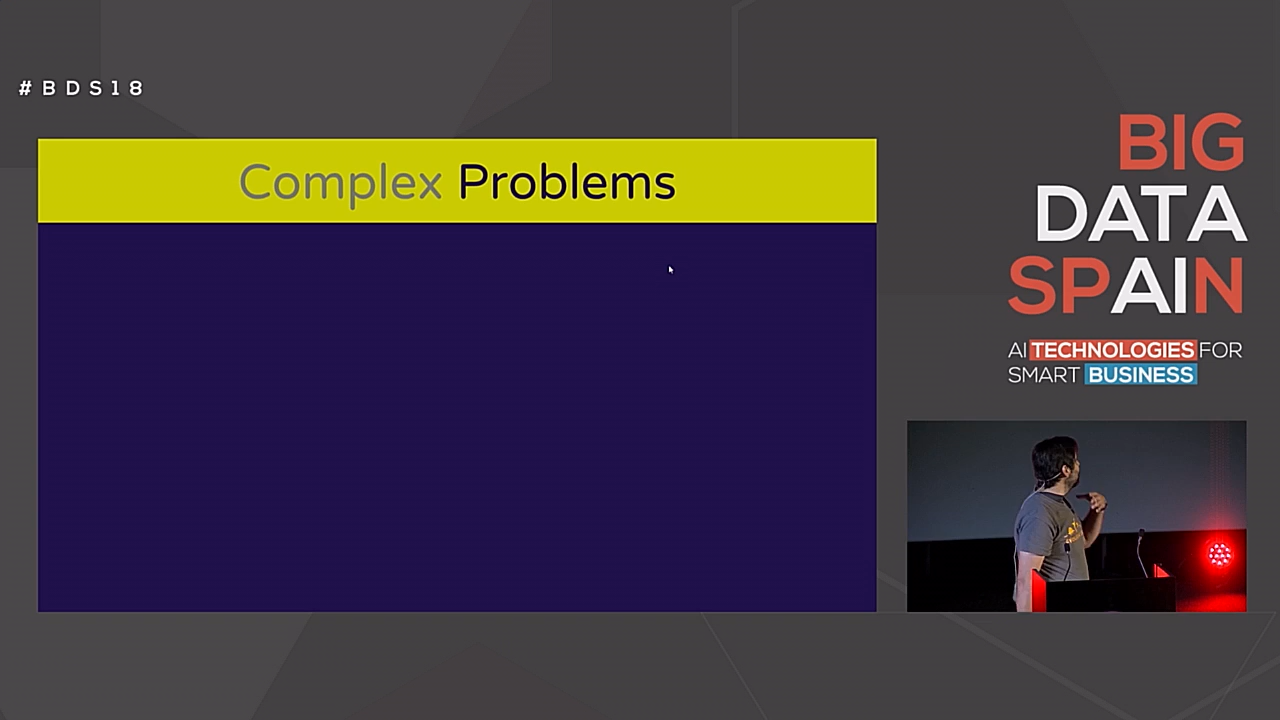 #BDS18
Complex Problems
BIG
DATA
SPAIN
AI TECHNOLOGIES FOR
SMART BUSINESS